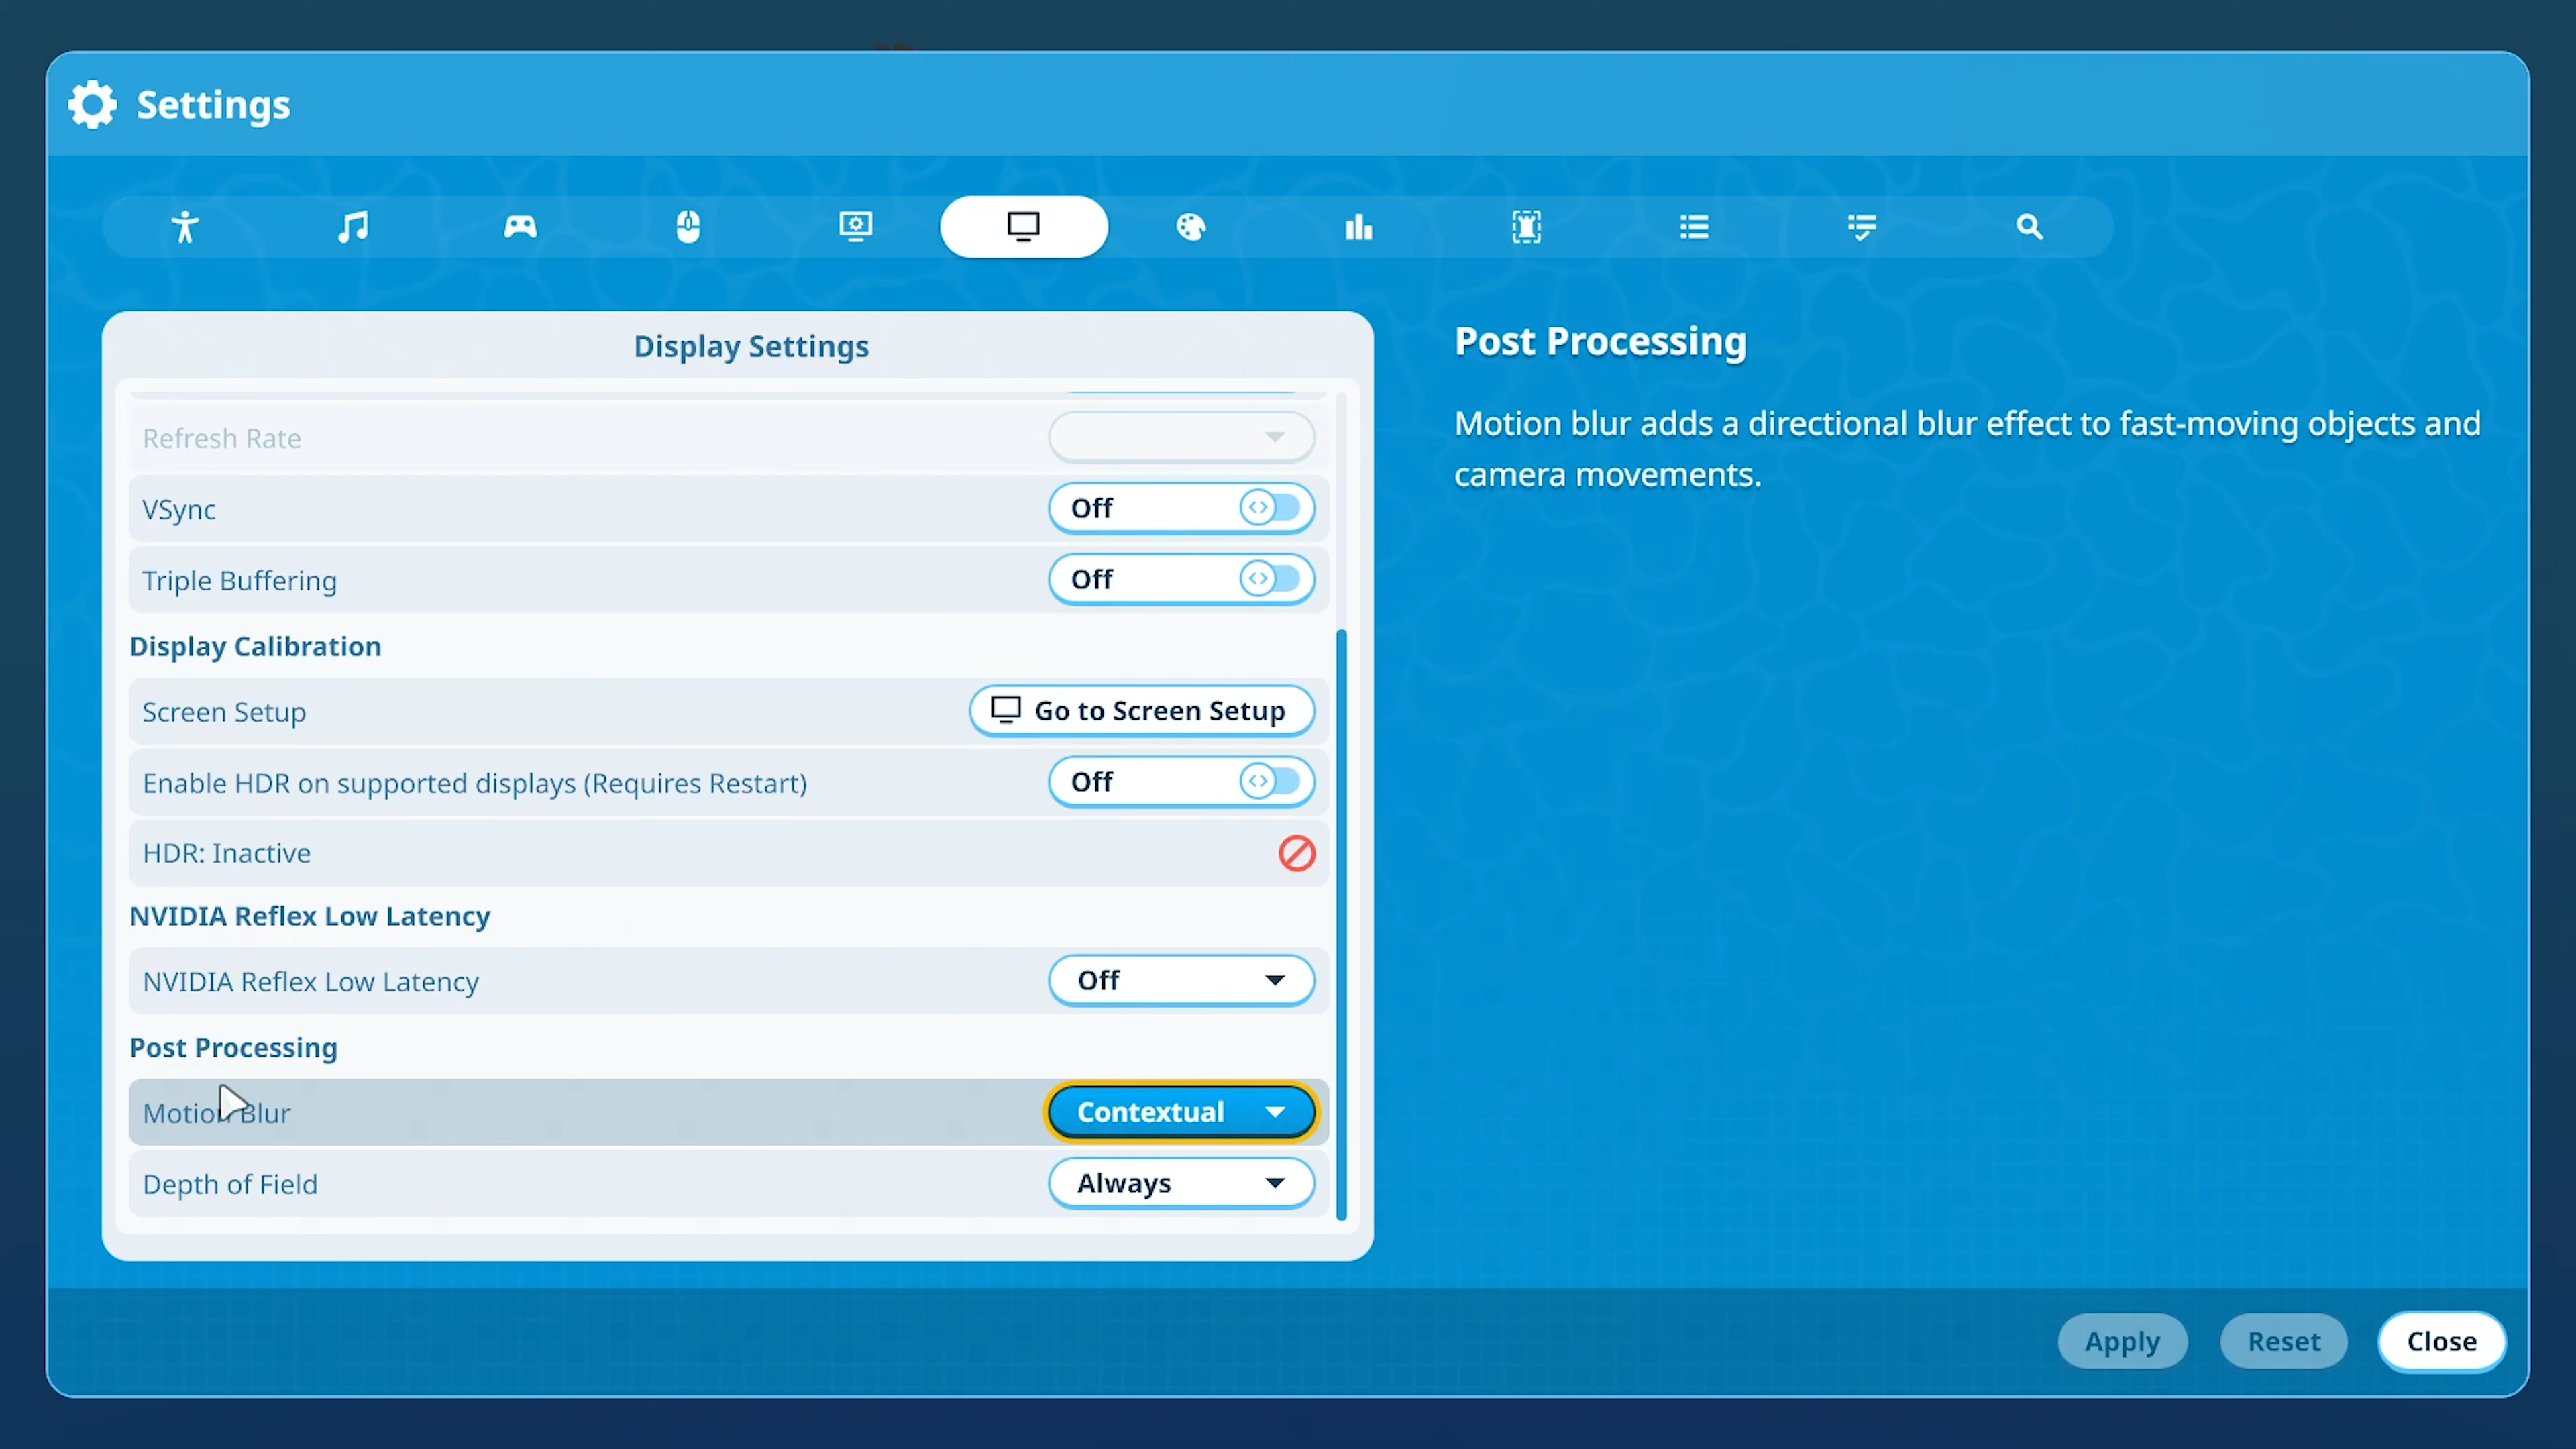 Settings
Display Settings
Refresh Rate
VSync
Off
Triple Buffering
Off
Display Calibration
Screen Setup
Go to Screen Setup
Enable HDR on supported displays (Requires Restart)
Off
HDR: Inactive
NVIDIA Reflex Low Latency
NVIDIA Reflex Low Latency
Off
Post Processing
Motion Blur
Contextual
Depth of Field
Always
Post Processing
Motion blur adds a directional blur effect to fast-moving objects and
camera movements.
Apply
Reset
Close